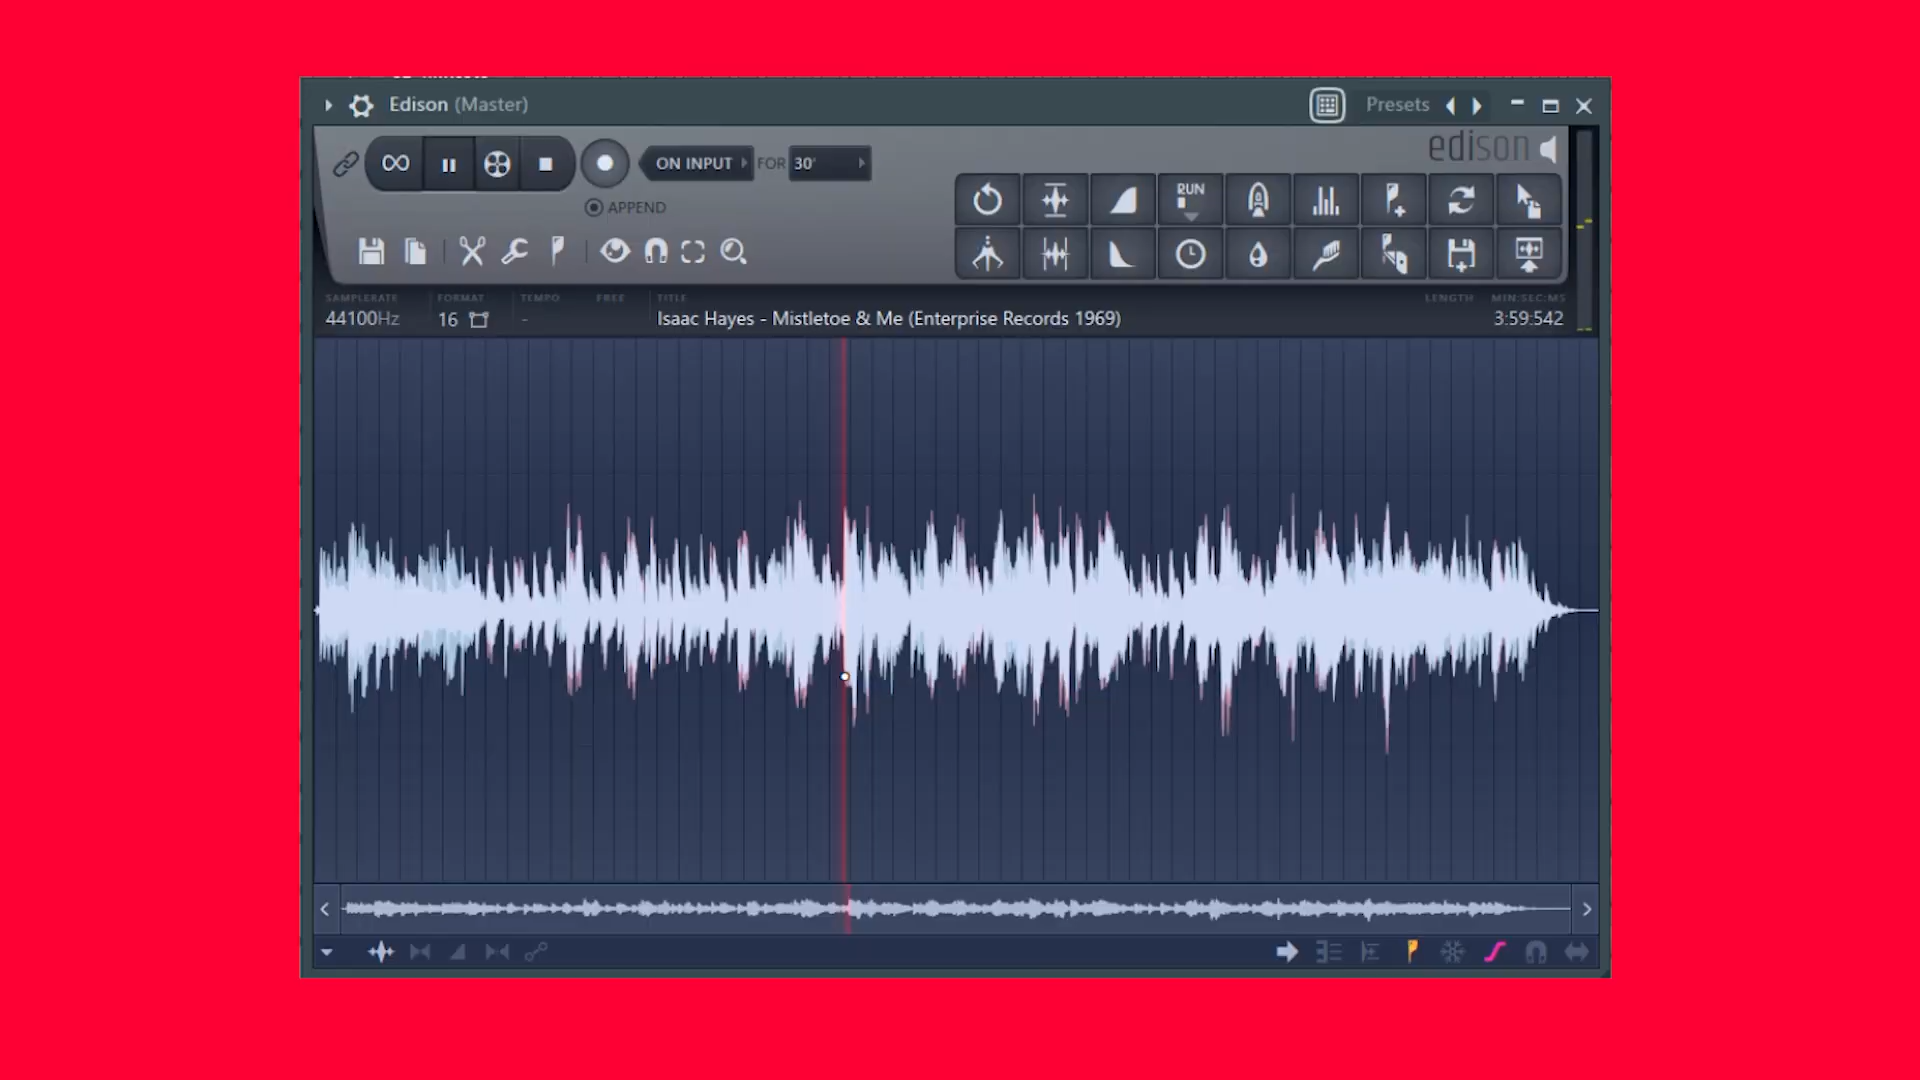 Edison (Master)
Presets
edison
ON INPUT
FOR
30'
APPEND
RUN
SAMPLERATE
FORMAT
TEMPO
FREE
TITLE
LENGTH
MIN:SEC:MS
44100Hz
16
-
Isaac Hayes - Mistletoe & Me (Enterprise Records 1969)
3:59:542